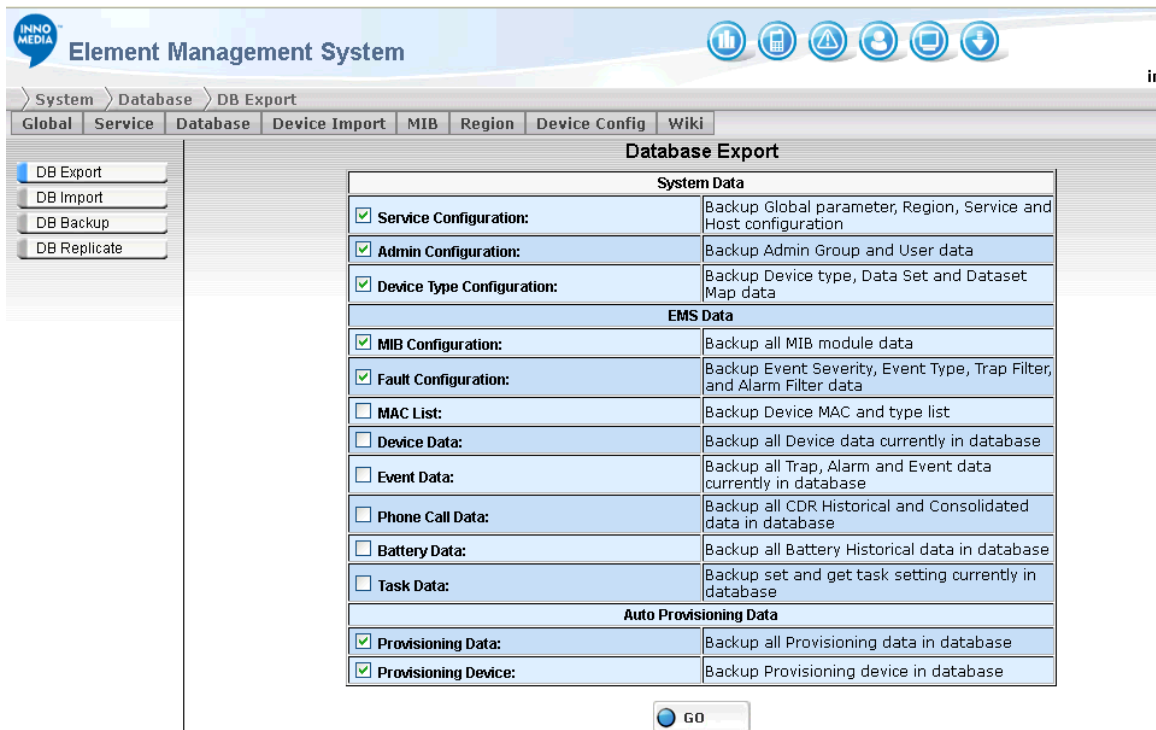 INNO
MEDIA
Element Management System
System Database DB Export
Global Service Database Device Import MIB Region Device Config Wiki
DB Export
DB Import
DB Backup
DB Replicate
Database Export
System Data
Service Configuration: Backup Global parameter, Region, Service and
Host configuration
Admin Configuration: Backup Admin Group and User data
Device Type Configuration: Backup Device type, Data Set and Dataset
Map data
EMS Data
MIB Configuration: Backup all MIB module data
Fault Configuration: Backup Event Severity, Event Type, Trap Filter,
and Alarm Filter data
MAC List: Backup Device MAC and type list
Device Data: Backup all Device data currently in database
Event Data: Backup all Trap, Alarm and Event data
currently in database
Phone Call Data: Backup all CDR Historical and Consolidated
data in database
Battery Data: Backup all Battery Historical data in database
Task Data: Backup set and get task setting currently in
database
Auto Provisioning Data
Provisioning Data: Backup all Provisioning data in database
Provisioning Device: Backup Provisioning device in database
GO